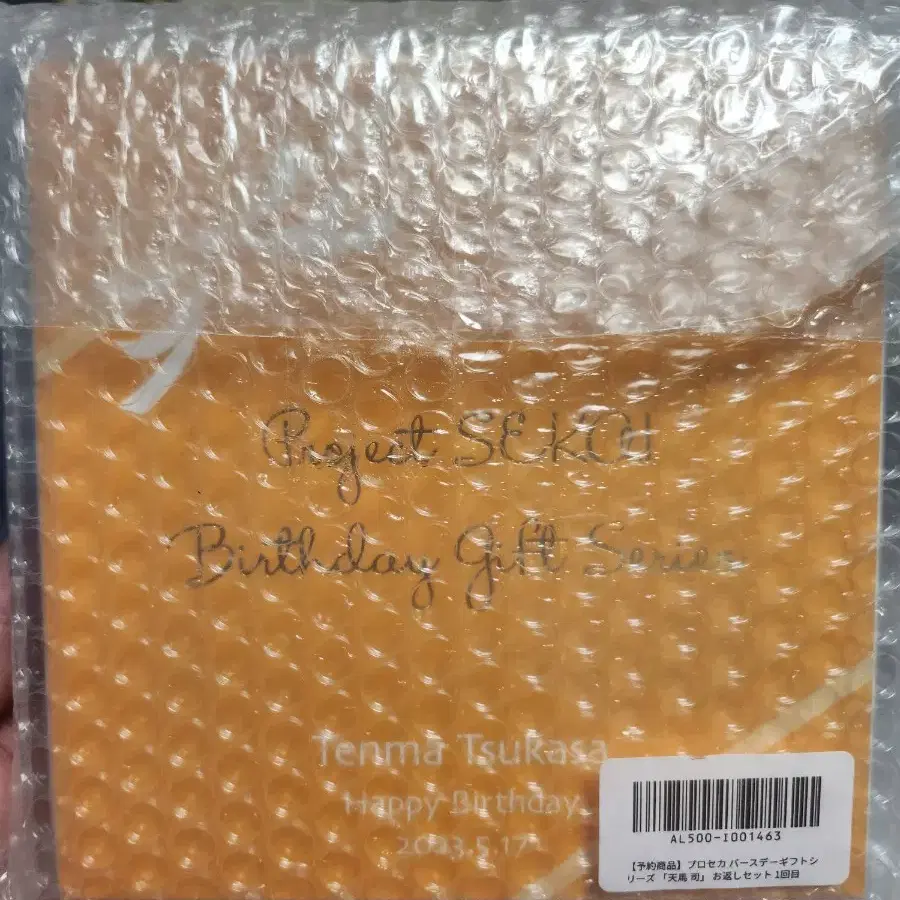 Project SEKAI
Birthday Gift Series
Tenma Tsukasa
Happy Birthday
2023.5.17
AL500-I001463
【予約商品】プロセカ バースデーギフトシ
リーズ 「天馬 司」 お返しセット 1回目